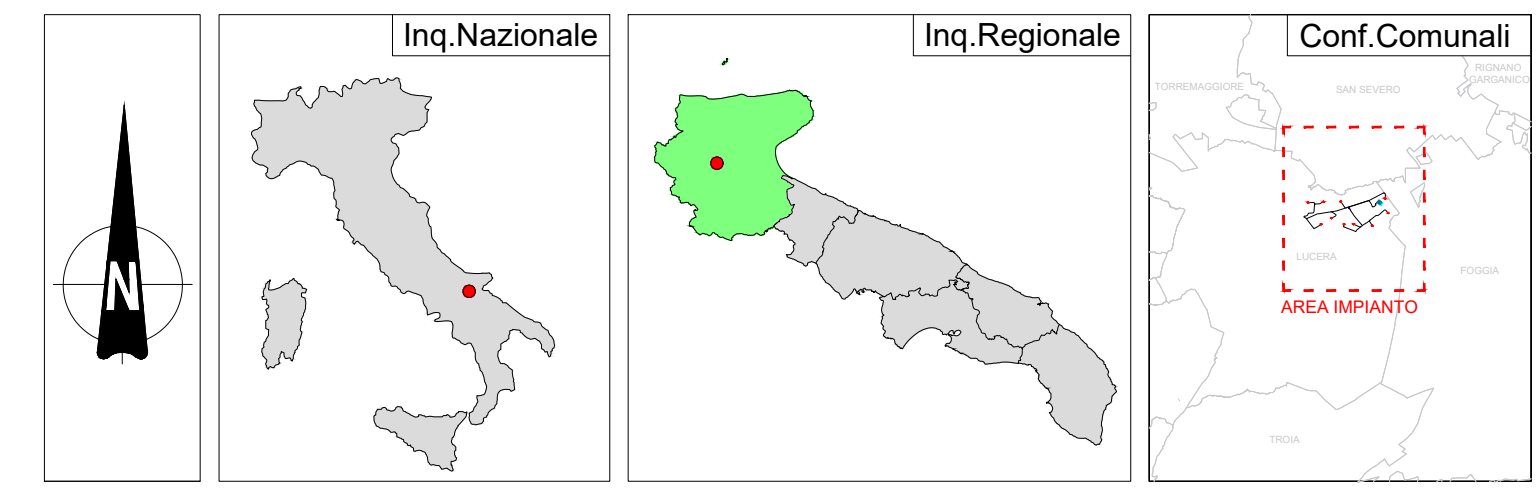 N
Inq.Nazionale
Inq.Regionale
Conf.Comunali
RIGNANO
GARGANICO
TORREMAGGIORE
SAN SEVERO
LUCERA
FOGGIA
AREA IMPIANTO
TROIA